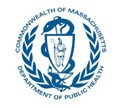 COMMONWEALTH OF MASSACHUSETTS
DEPARTMENT OF PUBLIC HEALTH